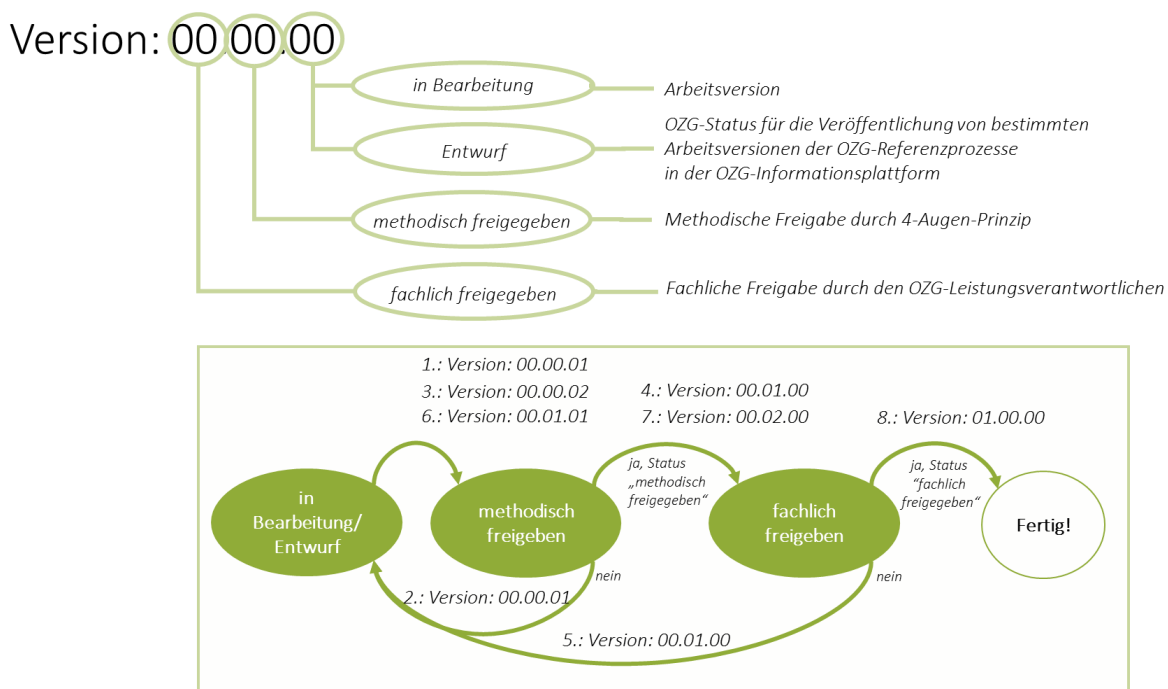 Version: 00.00.00
in Bearbeitung
Arbeitsversion
Entwurf
OZG-Status für die Veröffentlichung von bestimmten
Arbeitsversionen der OZG-Referenzprozesse
in der OZG-Informationsplattform
methodisch freigegeben
Methodische Freigabe durch 4-Augen-Prinzip
fachlich freigegeben
Fachliche Freigabe durch den OZG-Leistungsverantwortlichen
1.: Version: 00.00.01
3.: Version: 00.00.02
6.: Version: 00.01.01
4.: Version: 00.01.00
7.: Version: 00.02.00
8.: Version: 01.00.00
in
Bearbeitung/
Entwurf
methodisch
freigeben
ja, Status
„methodisch
freigegeben“
fachlich
freigeben
ja, Status
“fachlich
freigegeben“
Fertig!
nein
nein
2.: Version: 00.00.01
5.: Version: 00.01.00